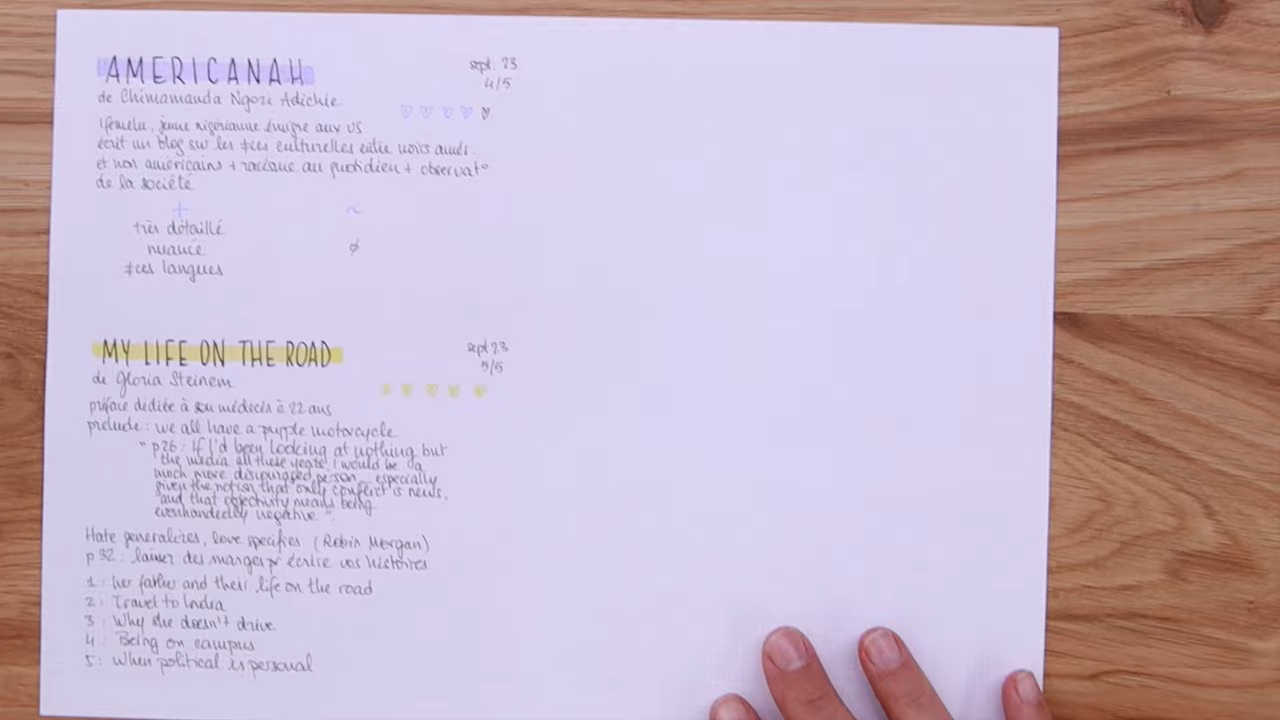 AMERICANAH
sept. 23
4/5
de Chimamanda Ngozi Adichie
Ifemelu, jeune nigérianne émigre aux US
écrit un blog sur les ≠ces culturelles entre noirs amér.
et non américains + racisme au quotidien + observat°
de la société
+ ~
très détaillé
nuancé ϕ
≠ces langues
MY LIFE ON THE ROAD
sept 23
5/5
de Gloria Steinem
préface dédiée à son médecin à 22 ans
prelude : we all have a purple motorcycle
" p26 : If I'd been looking at nothing but
the media all these years, I would be a
much more discouraged person, especially
given the notion that only conflict is news,
and that objectivity means being
evenhandedly negative ".
Hate generalizes, love specifies (Robin Morgan)
p 32 : laisser des marges pr écrire vos histoires
1 : her father and their life on the road
2 : Travel to India
3 : Why she doesn't drive
4 : Being on campus
5 : When political is personal